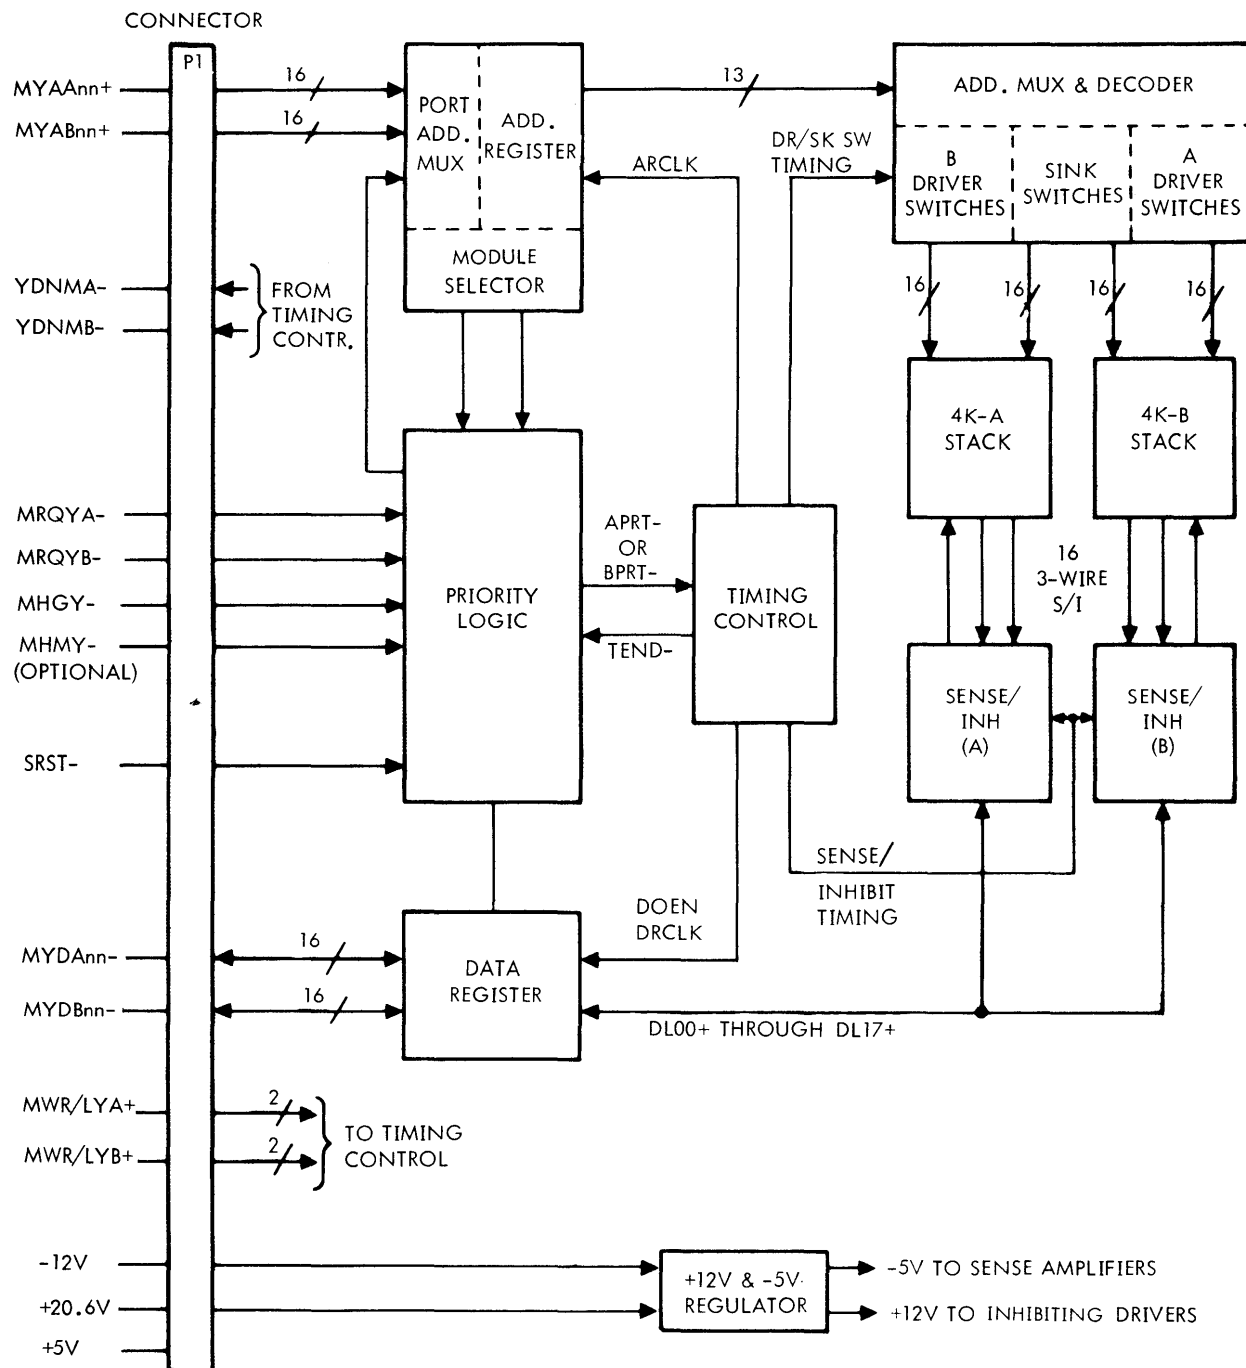 CONNECTOR
P1
MYAAnn+
16
MYABnn+
16
PORT
ADD.
MUX
ADD.
REGISTER
MODULE
SELECTOR
13
ADD. MUX & DECODER
B
DRIVER
SWITCHES
SINK
SWITCHES
A
DRIVER
SWITCHES
ARCLK
DR/SK SW
TIMING
YDNMA-
YDNMB-
FROM
TIMING
CONTR.
16
16
16
16
4K-A
STACK
4K-B
STACK
MRQYA-
MRQYB-
MHGY-
MHMY-
(OPTIONAL)
SRST-
PRIORITY
LOGIC
APRT-
OR
BPRT-
TEND-
TIMING
CONTROL
16
3-WIRE
S/I
SENSE/
INH
(A)
SENSE/
INH
(B)
SENSE/
INHIBIT
TIMING
DOEN
DRCLK
MYDAnn-
16
MYDBnn-
16
DATA
REGISTER
DL00+ THROUGH DL17+
MWR/LYA+
2
MWR/LYB+
2
TO TIMING
CONTROL
-12V
+20.6V
+5V
+12V & -5V
REGULATOR
-5V TO SENSE AMPLIFIERS
+12V TO INHIBITING DRIVERS